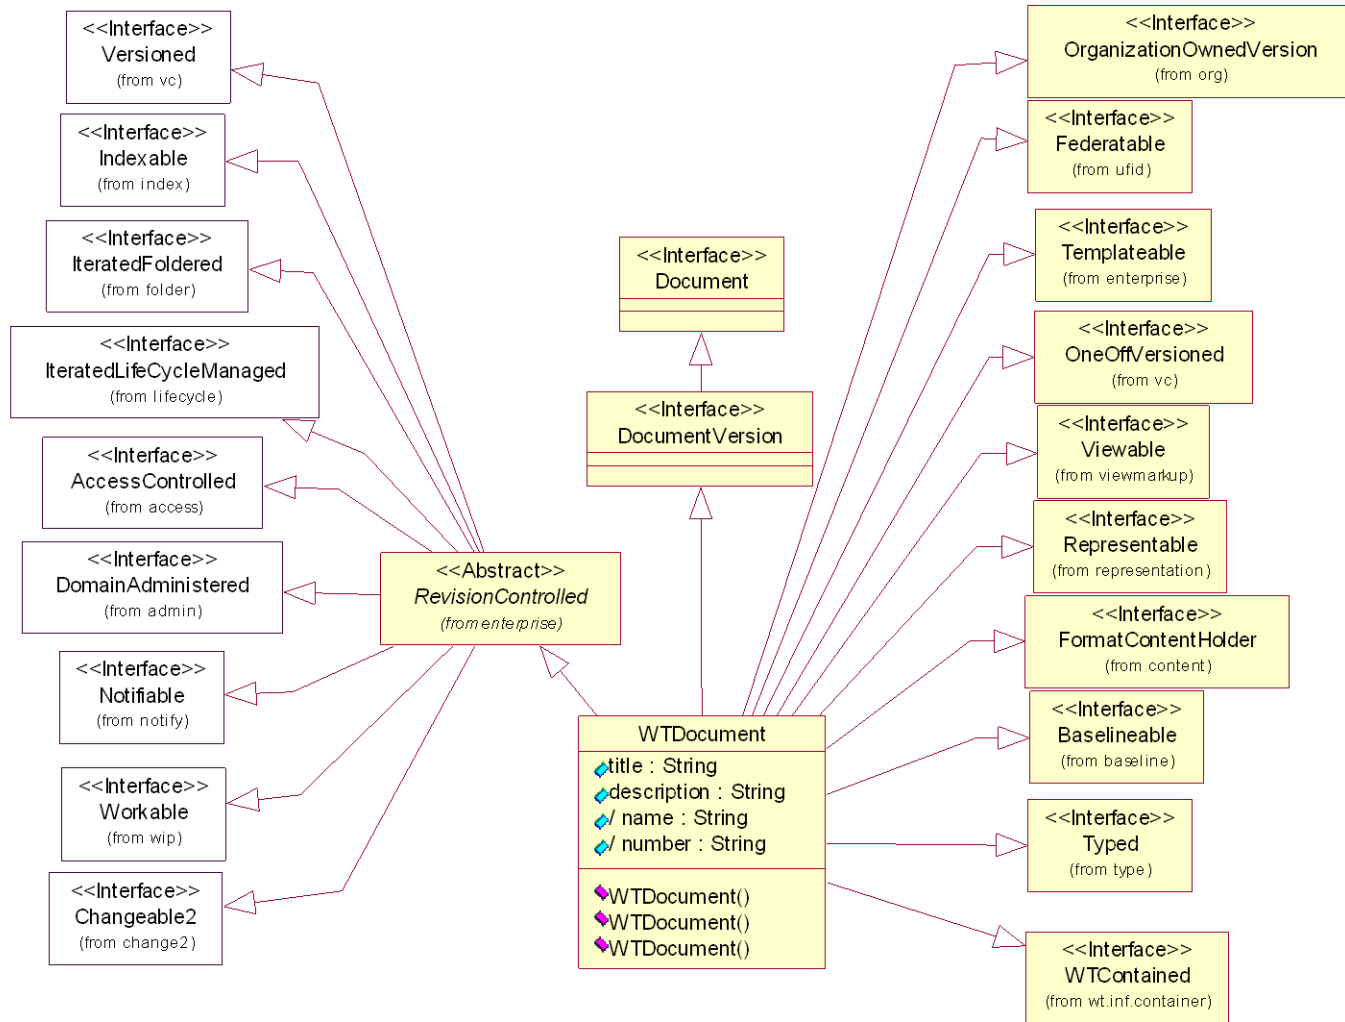 <<Interface>>
Versioned
(from vc)
<<Interface>>
Indexable
(from index)
<<Interface>>
IteratedFoldered
(from folder)
<<Interface>>
IteratedLifeCycleManaged
(from lifecycle)
<<Interface>>
AccessControlled
(from access)
<<Interface>>
DomainAdministered
(from admin)
<<Interface>>
Notifiable
(from notify)
<<Interface>>
Workable
(from wip)
<<Interface>>
Changeable2
(from change2)
<<Abstract>>
RevisionControlled
(from enterprise)
<<Interface>>
Document
<<Interface>>
DocumentVersion
WTDocument
title : String
description : String
/ name : String
/ number : String
WTDocument()
WTDocument()
WTDocument()
<<Interface>>
OrganizationOwnedVersion
(from org)
<<Interface>>
Federatable
(from ufid)
<<Interface>>
Templateable
(from enterprise)
<<Interface>>
OneOffVersioned
(from vc)
<<Interface>>
Viewable
(from viewmarkup)
<<Interface>>
Representable
(from representation)
<<Interface>>
FormatContentHolder
(from content)
<<Interface>>
Baselineable
(from baseline)
<<Interface>>
Typed
(from type)
<<Interface>>
WTContained
(from wt.inf.container)